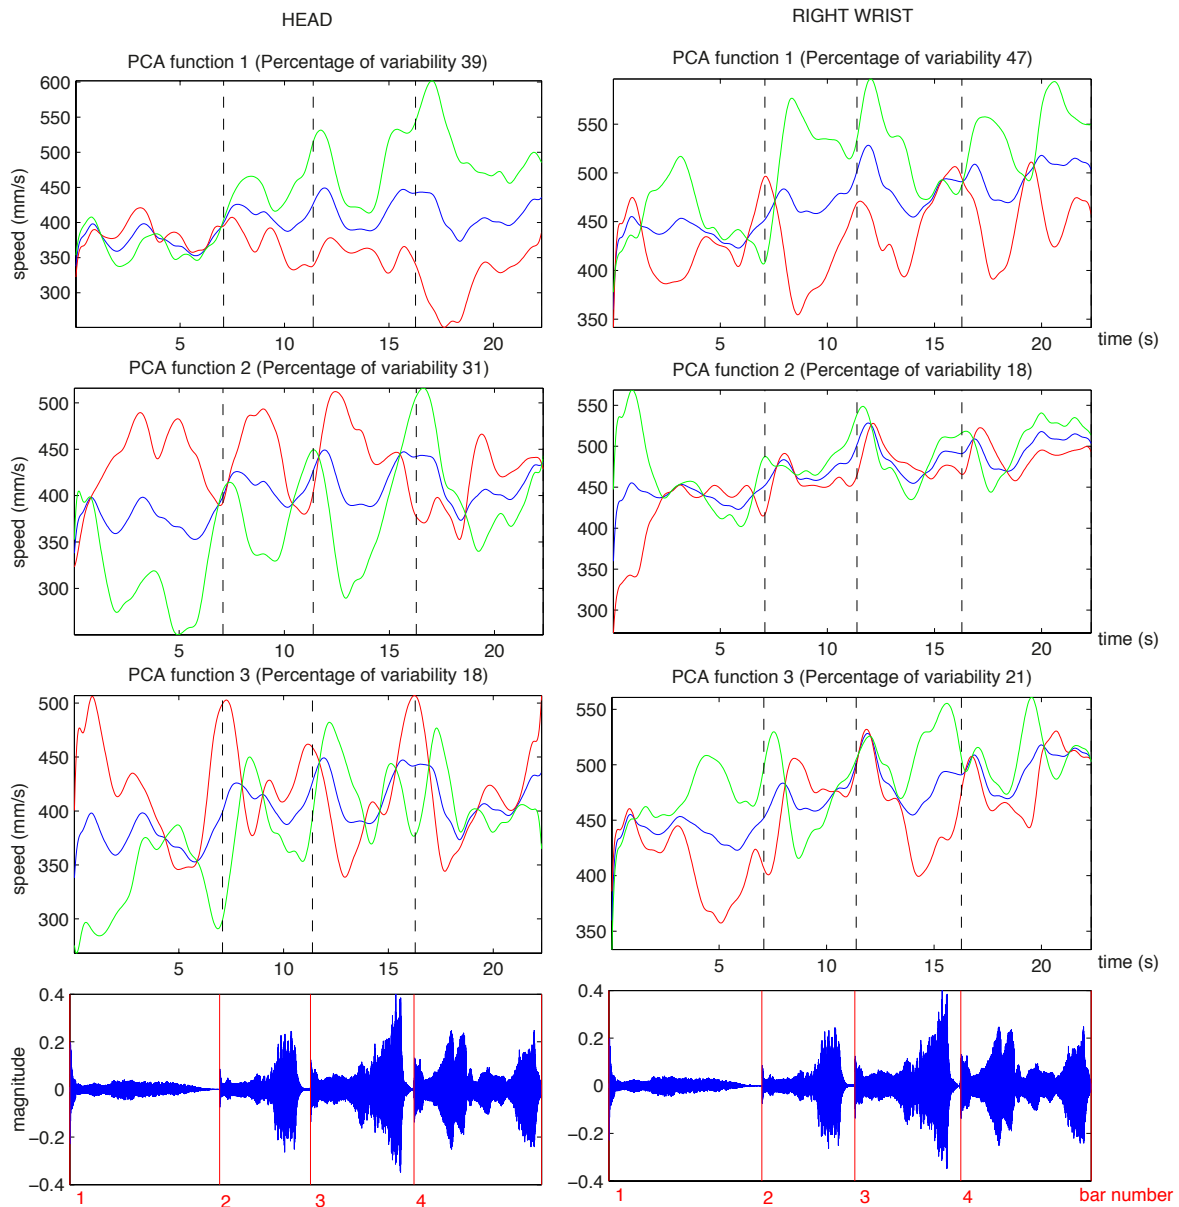 HEAD
RIGHT WRIST
PCA function 1 (Percentage of variability 39)
600
550
500
450
400
350
300
speed (mm/s)
5 10 15 20
PCA function 1 (Percentage of variability 47)
550
500
450
400
350
5 10 15 20
time (s)
PCA function 2 (Percentage of variability 31)
500
450
400
350
300
speed (mm/s)
5 10 15 20
PCA function 2 (Percentage of variability 18)
550
500
450
400
350
300
5 10 15 20
time (s)
PCA function 3 (Percentage of variability 18)
500
450
400
350
300
speed (mm/s)
5 10 15 20
PCA function 3 (Percentage of variability 21)
550
500
450
400
350
5 10 15 20
time (s)
0.4
0.2
0
−0.2
−0.4
magnitude
1 2 3 4
0.4
0.2
0
−0.2
−0.4
1 2 3 4
bar number